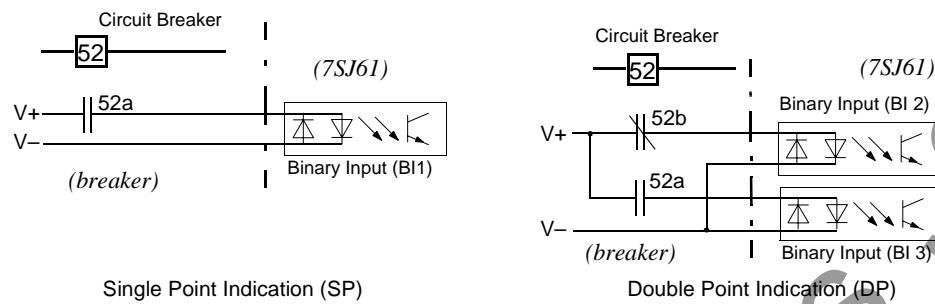 Circuit Breaker
52
(7SJ61)
52a
V+
V–
Binary Input (BI1)
(breaker)
Single Point Indication (SP)
Circuit Breaker
52
(7SJ61)
Binary Input (BI 2)
52b
V+
52a
V–
(breaker)
Binary Input (BI 3)
Double Point Indication (DP)